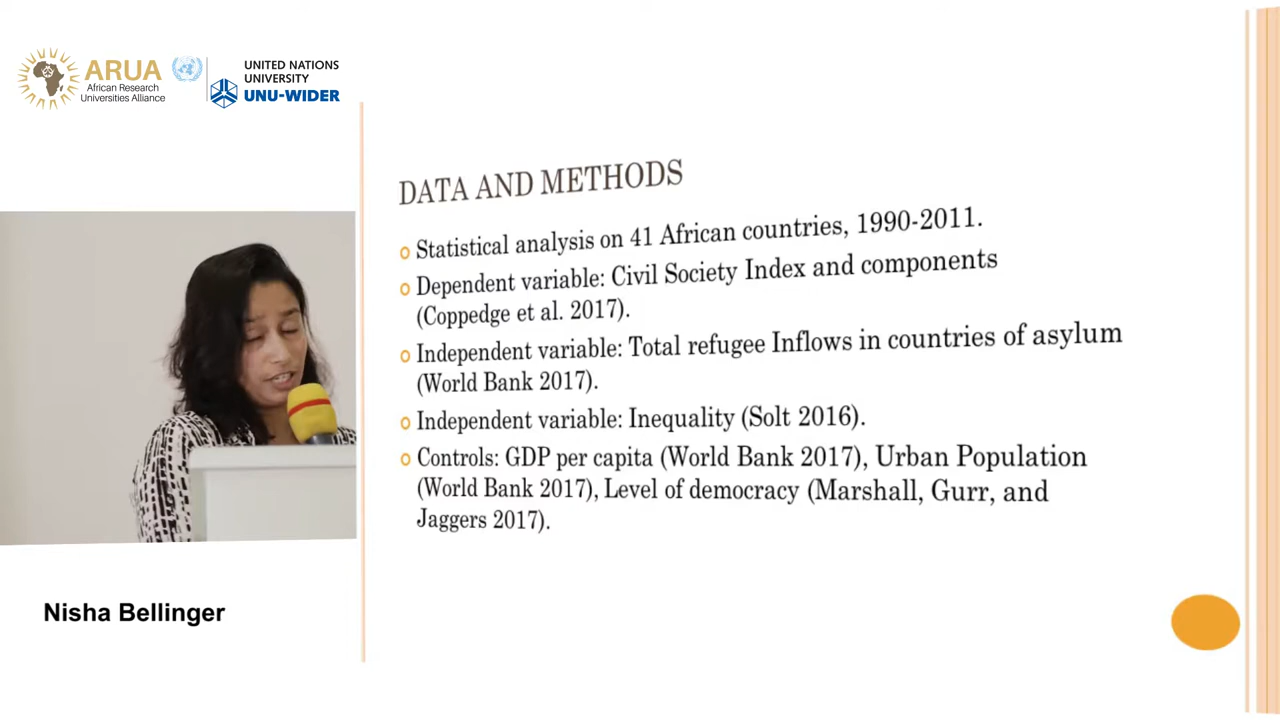 ARUA
African Research
Universities Alliance
UNITED NATIONS
UNIVERSITY
UNU-WIDER
DATA AND METHODS
Statistical analysis on 41 African countries, 1990-2011.
Dependent variable: Civil Society Index and components
(Coppedge et al. 2017).
Independent variable: Total refugee Inflows in countries of asylum
(World Bank 2017).
Independent variable: Inequality (Solt 2016).
Controls: GDP per capita (World Bank 2017), Urban Population
(World Bank 2017), Level of democracy (Marshall, Gurr, and
Jaggers 2017).
Nisha Bellinger